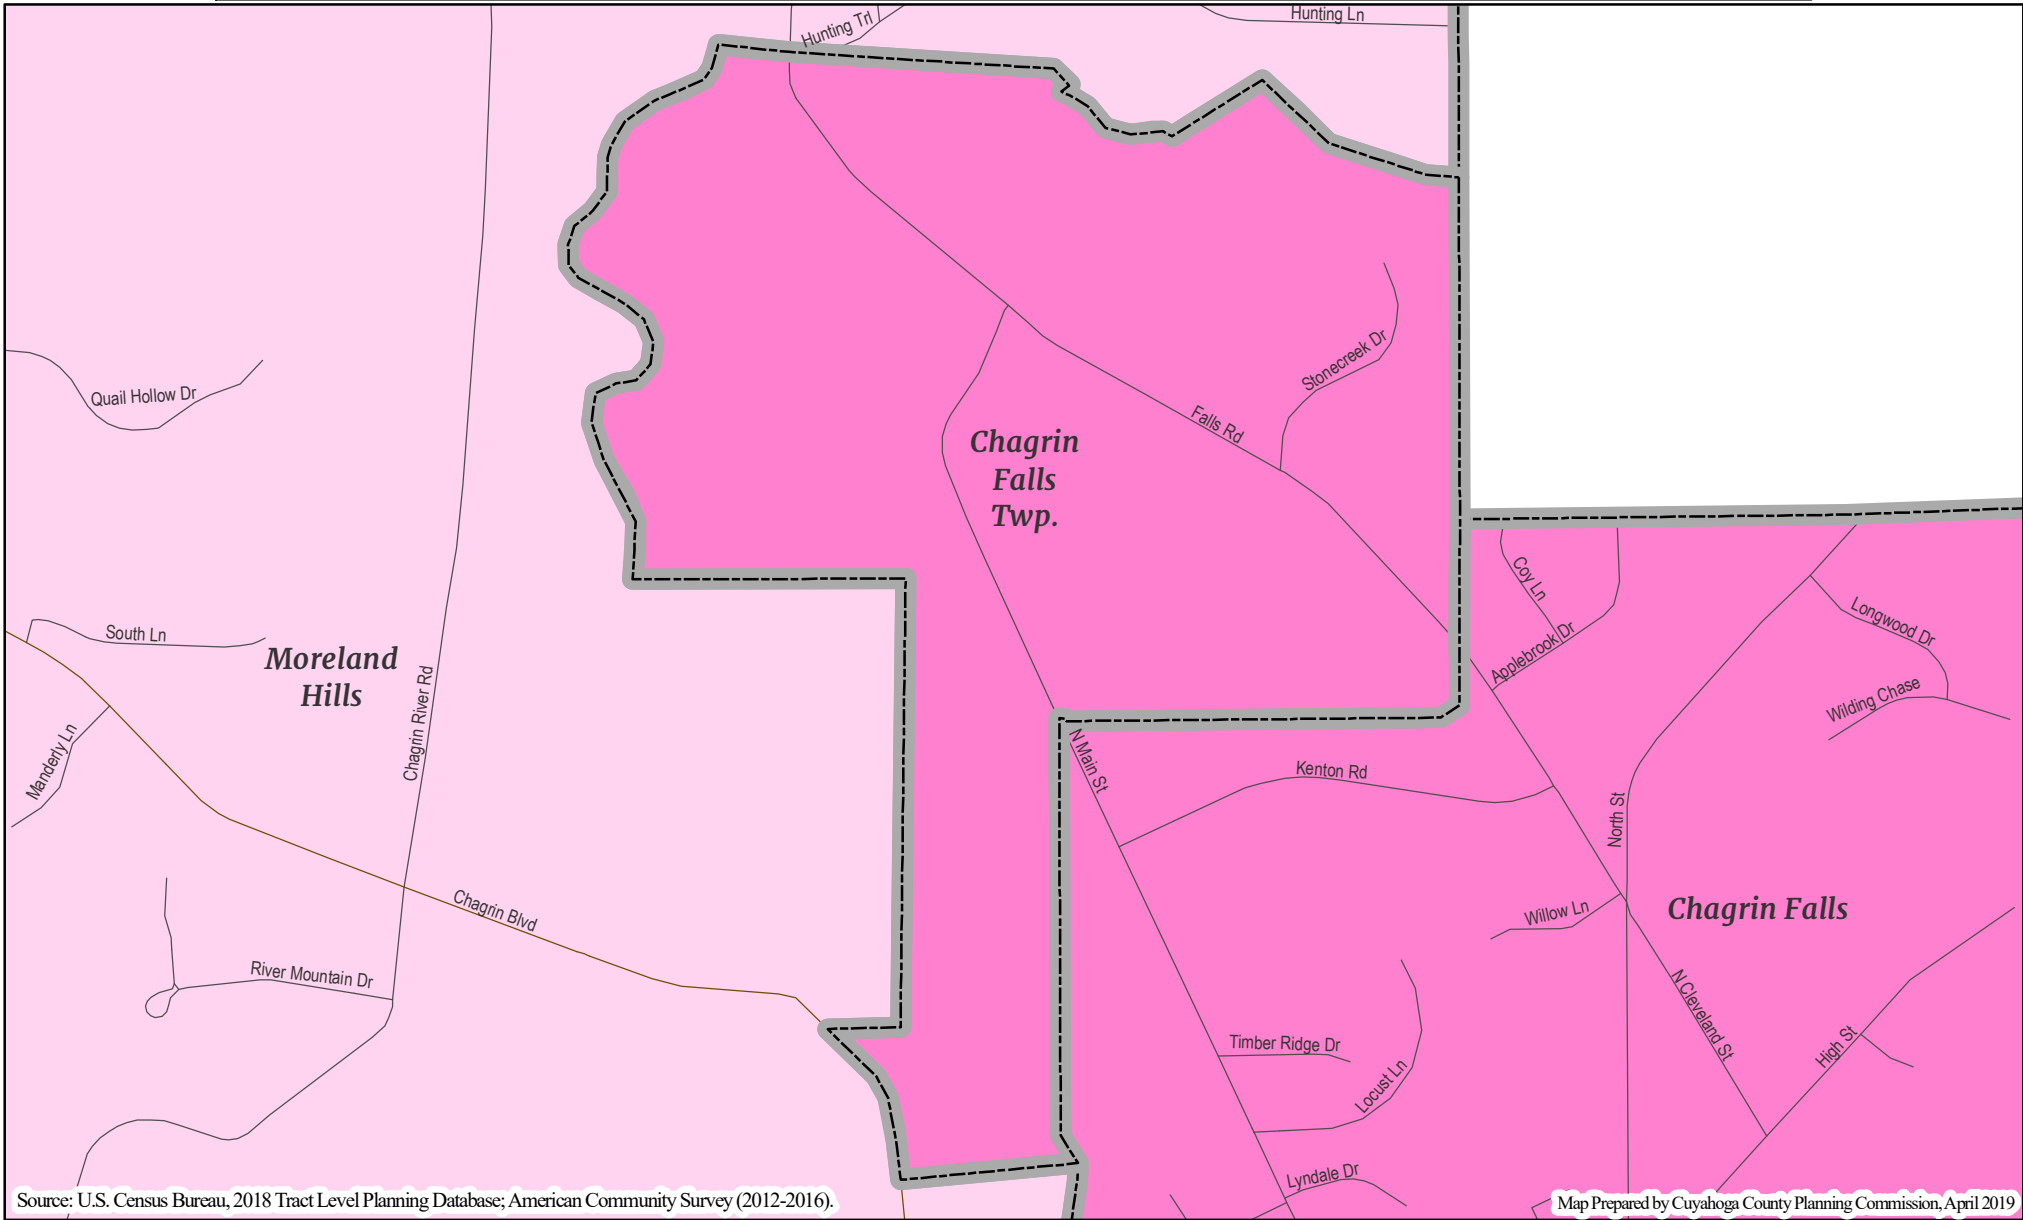 Hunting Trl
Hunting Ln
Quail Hollow Dr
Stonecreek Dr
Falls Rd
Chagrin
Falls
Twp.
South Ln
Moreland
Hills
Chagrin River Rd
Manderly Ln
Coy Ln
Applebrook Dr
Longwood Dr
Wilding Chase
N Main St
Kenton Rd
North St
Chagrin Blvd
Willow Ln
Chagrin Falls
River Mountain Dr
N Cleveland St
High St
Timber Ridge Dr
Locust Ln
Lyndale Dr
Source: U.S. Census Bureau, 2018 Tract Level Planning Database; American Community Survey (2012-2016).
Map Prepared by Cuyahoga County Planning Commission, April 2019